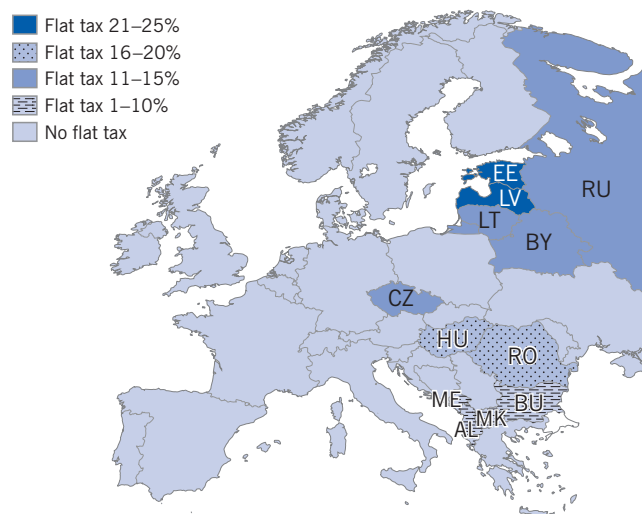 Flat tax 21–25%
Flat tax 16–20%
Flat tax 11–15%
Flat tax 1–10%
No flat tax
EE
LV
RU
LT
BY
CZ
HU
RO
ME
BU
MK
AL